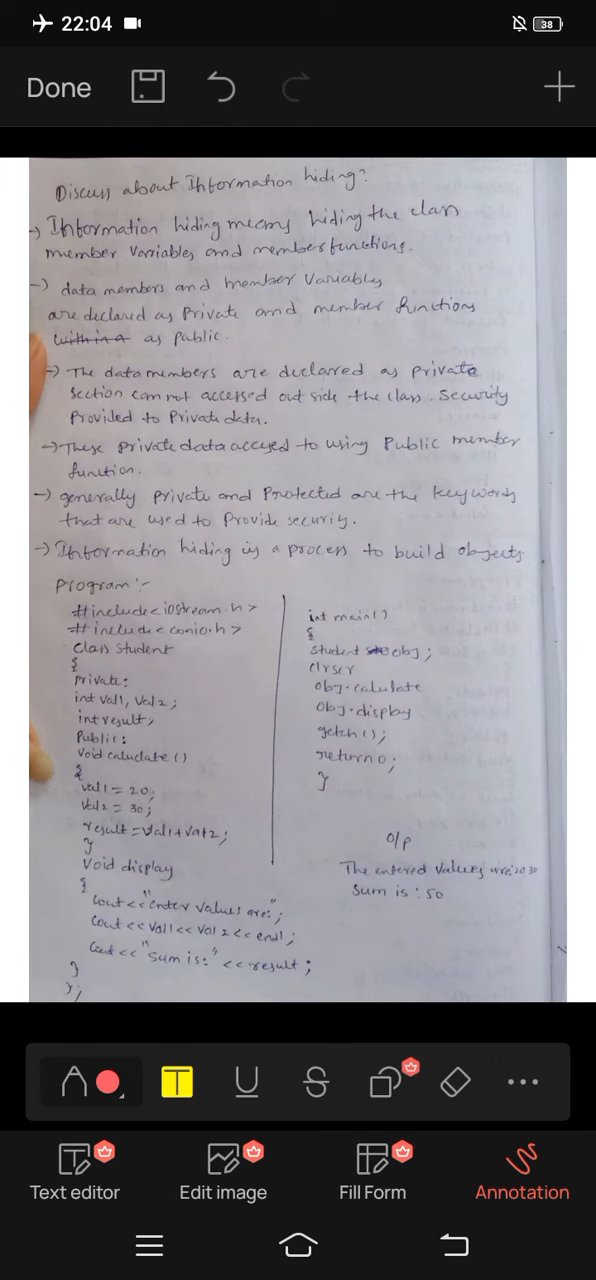 22:04
38
Done
Discuss about Information hiding?
-) Information hiding means hiding the class
member variables and member functions.
-) data members and member variables
are declared as private and member functions
within a as public.
-) The data members are declared as private
section can not accessed out side the class. security
provided to private data.
-) These private data accessed to using public member
function.
-) generally private and protected are the keywords
that are used to provide security.
-) Information hiding is a process to build objects.
program :-
#include<iostream.h>
#include<conio.h>
class student
{
private:
int val1, val2;
int result;
public:
void caluclate()
{
val1 = 20;
val2 = 30;
result = val1+val2;
}
void display
{
cout<<"enter values are:";
cout<<val1<<val2<<endl;
cout<<"sum is:"<<result;
}
};
int main()
{
student obj;
clrscr
obj.calulate
obj.display
getch();
return 0;
}
o/p
The entered values are: 20 30
sum is : 50
T
U
S
Text editor
Edit image
Fill Form
Annotation